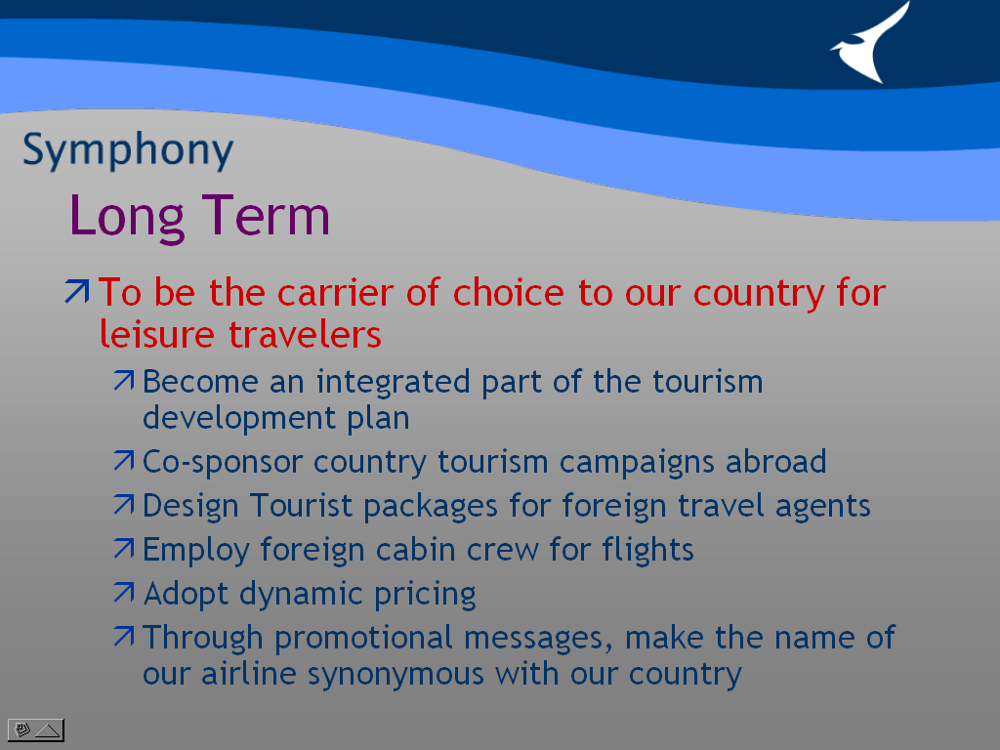 Symphony
Long Term
To be the carrier of choice to our country for
leisure travelers
Become an integrated part of the tourism
development plan
Co-sponsor country tourism campaigns abroad
Design Tourist packages for foreign travel agents
Employ foreign cabin crew for flights
Adopt dynamic pricing
Through promotional messages, make the name of
our airline synonymous with our country